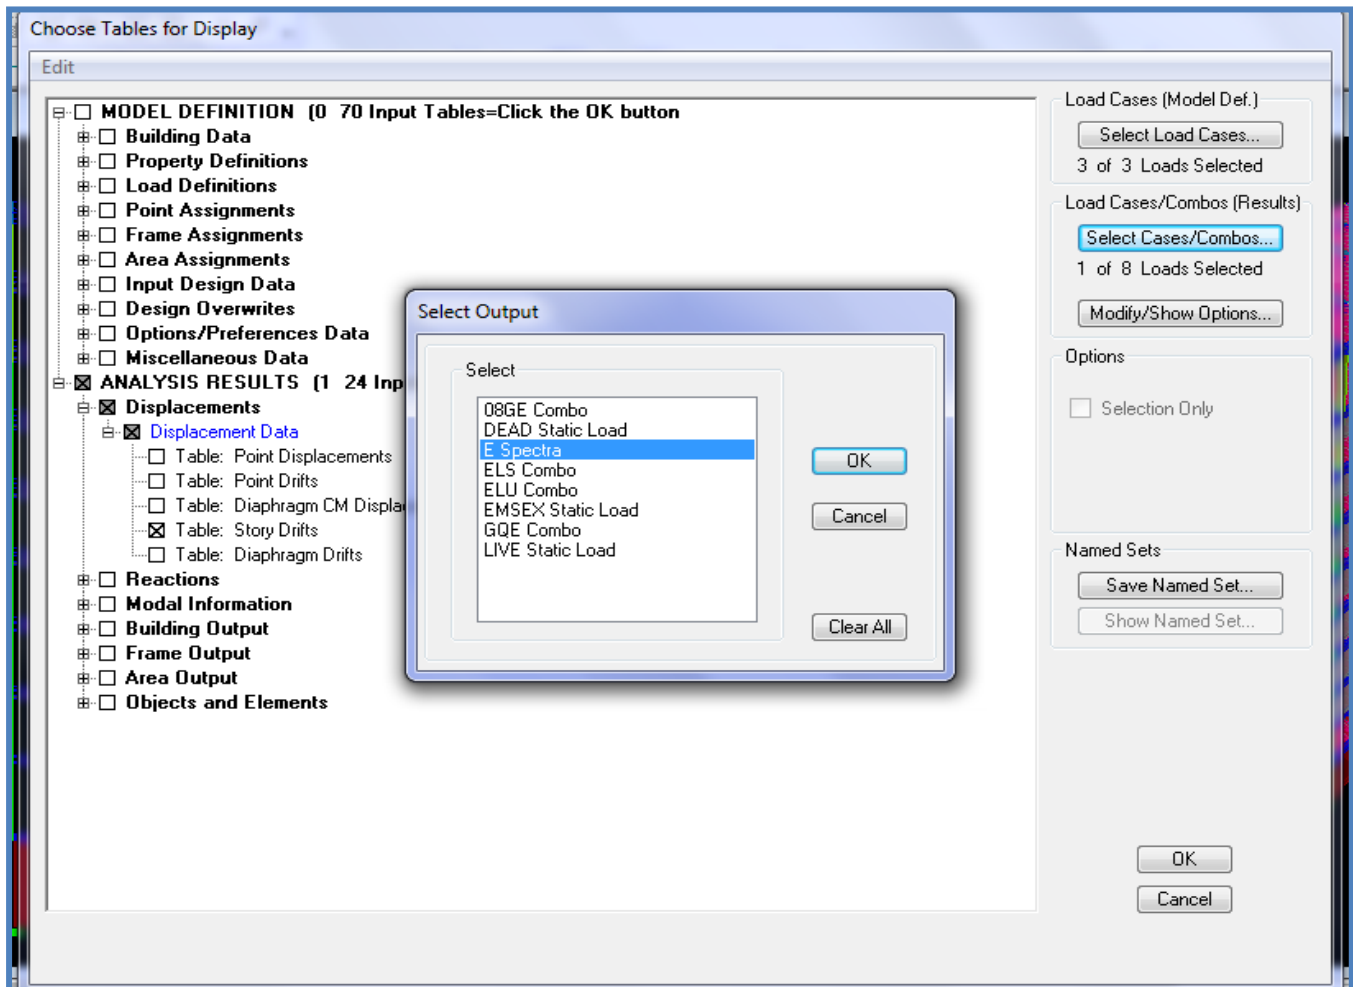 Choose Tables for Display
Edit
MODEL DEFINITION (0 70 Input Tables=Click the OK button
Building Data
Property Definitions
Load Definitions
Point Assignments
Frame Assignments
Area Assignments
Input Design Data
Design Overwrites
Options/Preferences Data
Miscellaneous Data
ANALYSIS RESULTS (1 24 Inp
Displacements
Displacement Data
Table: Point Displacements
Table: Point Drifts
Table: Diaphragm CM Displa
Table: Story Drifts
Table: Diaphragm Drifts
Reactions
Modal Information
Building Output
Frame Output
Area Output
Objects and Elements
Select Output
Select
08GE Combo
DEAD Static Load
E Spectra
ELS Combo
ELU Combo
EMSEX Static Load
GQE Combo
LIVE Static Load
OK
Cancel
Clear All
Load Cases (Model Def.)
Select Load Cases...
3 of 3 Loads Selected
Load Cases/Combos (Results)
Select Cases/Combos...
1 of 8 Loads Selected
Modify/Show Options...
Options
Selection Only
Named Sets
Save Named Set...
Show Named Set...
OK
Cancel